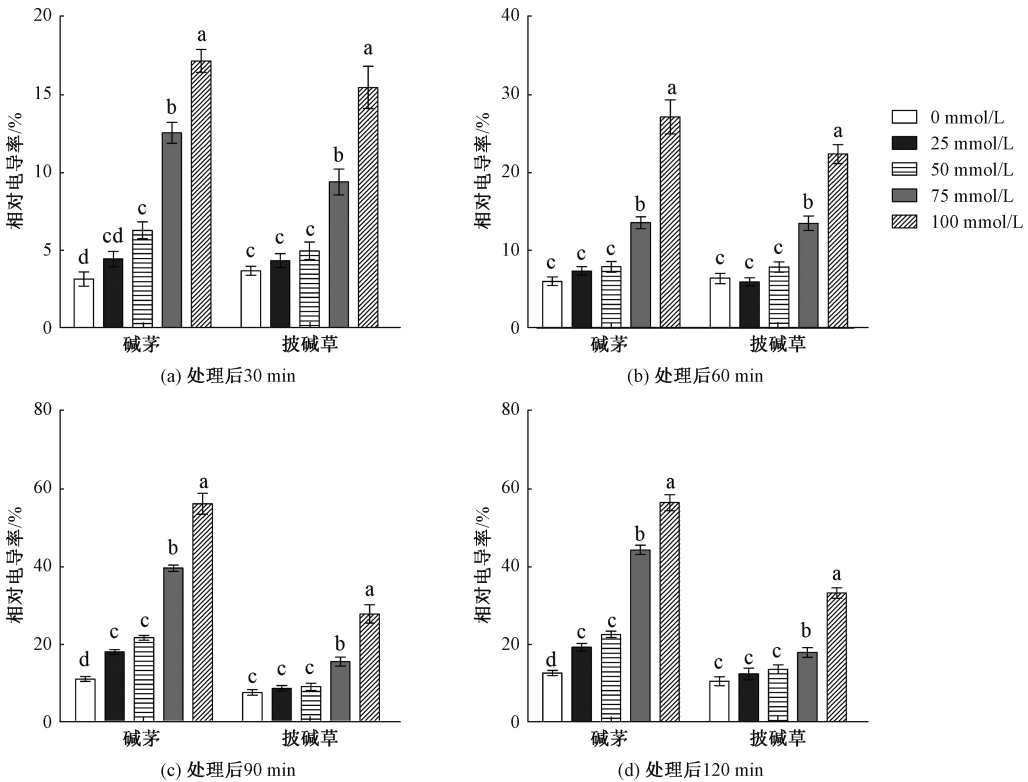 20
15
10
5
0
相对电导率/%
d
cd
c
b
a
c
c
c
b
a
碱茅
披碱草
(a) 处理后30 min
40
30
20
10
0
相对电导率/%
c
c
c
b
a
c
c
c
b
a
碱茅
披碱草
(b) 处理后60 min
0 mmol/L
25 mmol/L
50 mmol/L
75 mmol/L
100 mmol/L
80
60
40
20
0
相对电导率/%
d
c
c
b
a
c
c
c
b
a
碱茅
披碱草
(c) 处理后90 min
80
60
40
20
0
相对电导率/%
d
c
c
b
a
c
c
c
b
a
碱茅
披碱草
(d) 处理后120 min